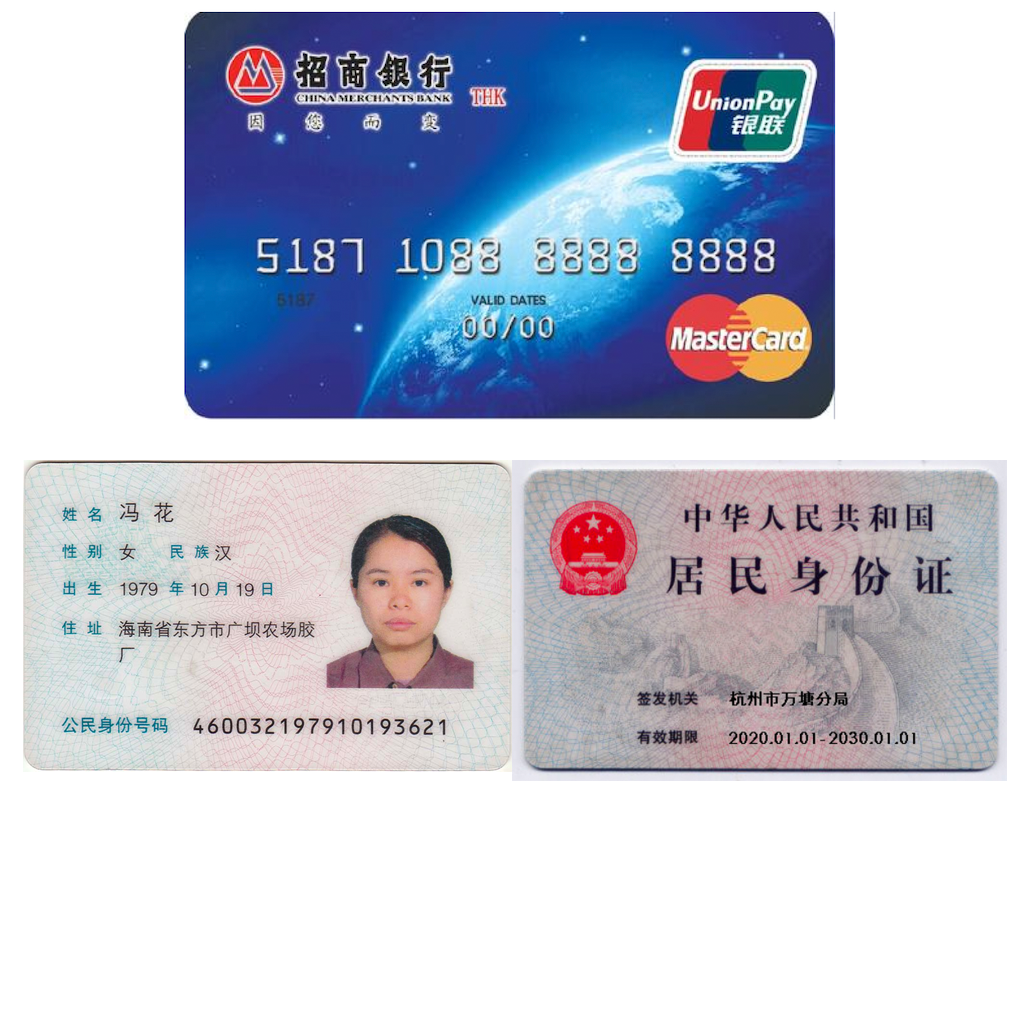 招商银行
CHINA MERCHANTS BANK THK
因您而变
UnionPay
银联
5187 1088 8888 8888
5187
VALID DATES
00/00
MasterCard
姓名 冯花
性别 女 民族 汉
出生 1979 年 10 月 19 日
住址 海南省东方市广坝农场胶
厂
公民身份号码 460032197910193621
中华人民共和国
居民身份证
签发机关 杭州市万塘分局
有效期限 2020.01.01-2030.01.01